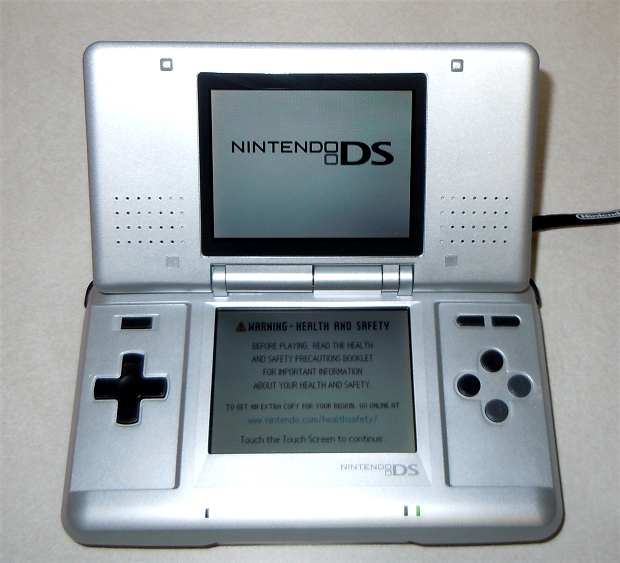 NINTENDO DS
Nintendo
⚠ WARNING - HEALTH AND SAFETY
BEFORE PLAYING, READ THE HEALTH
AND SAFETY PRECAUTIONS BOOKLET
FOR IMPORTANT INFORMATION
ABOUT YOUR HEALTH AND SAFETY.
TO GET AN EXTRA COPY FOR YOUR REGION, GO ONLINE AT
www.nintendo.com/healthsafety/
Touch the Touch Screen to continue.
NINTENDO DS